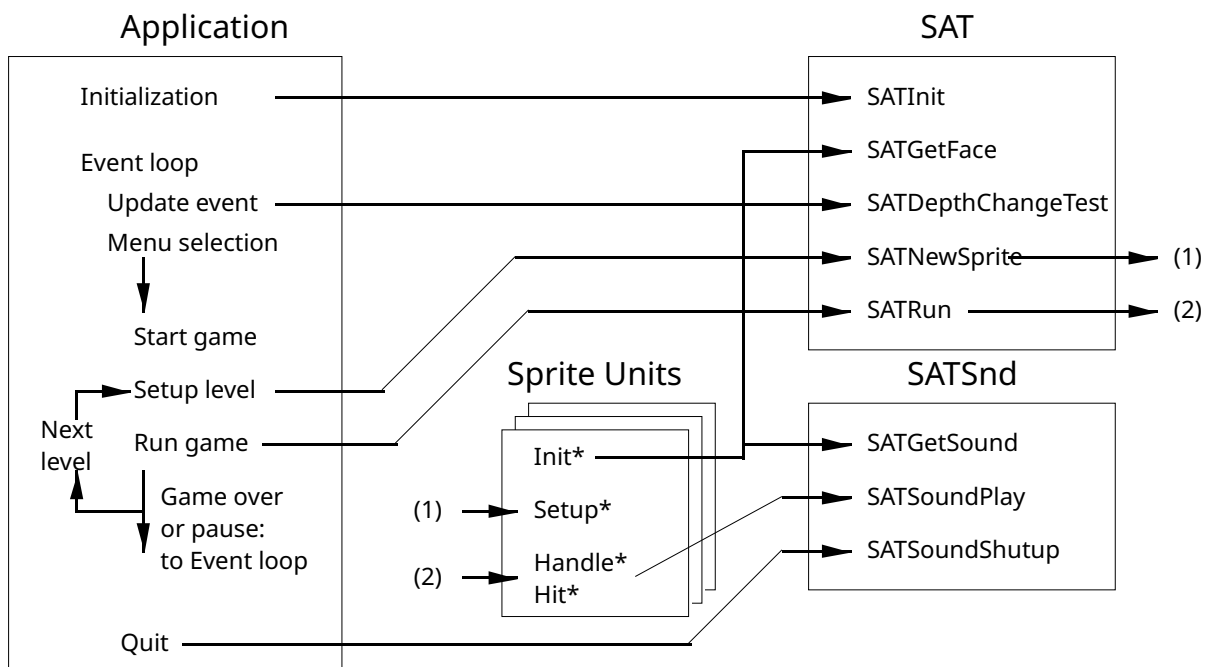 Application
Initialization
Event loop
Update event
Menu selection
Start game
Setup level
Next
level
Run game
Game over
or pause:
to Event loop
Quit
Sprite Units
Init*
(1)
Setup*
(2)
Handle*
Hit*
SAT
SATInit
SATGetFace
SATDepthChangeTest
SATNewSprite
(1)
SATRun
(2)
SATSnd
SATGetSound
SATSoundPlay
SATSoundShutup